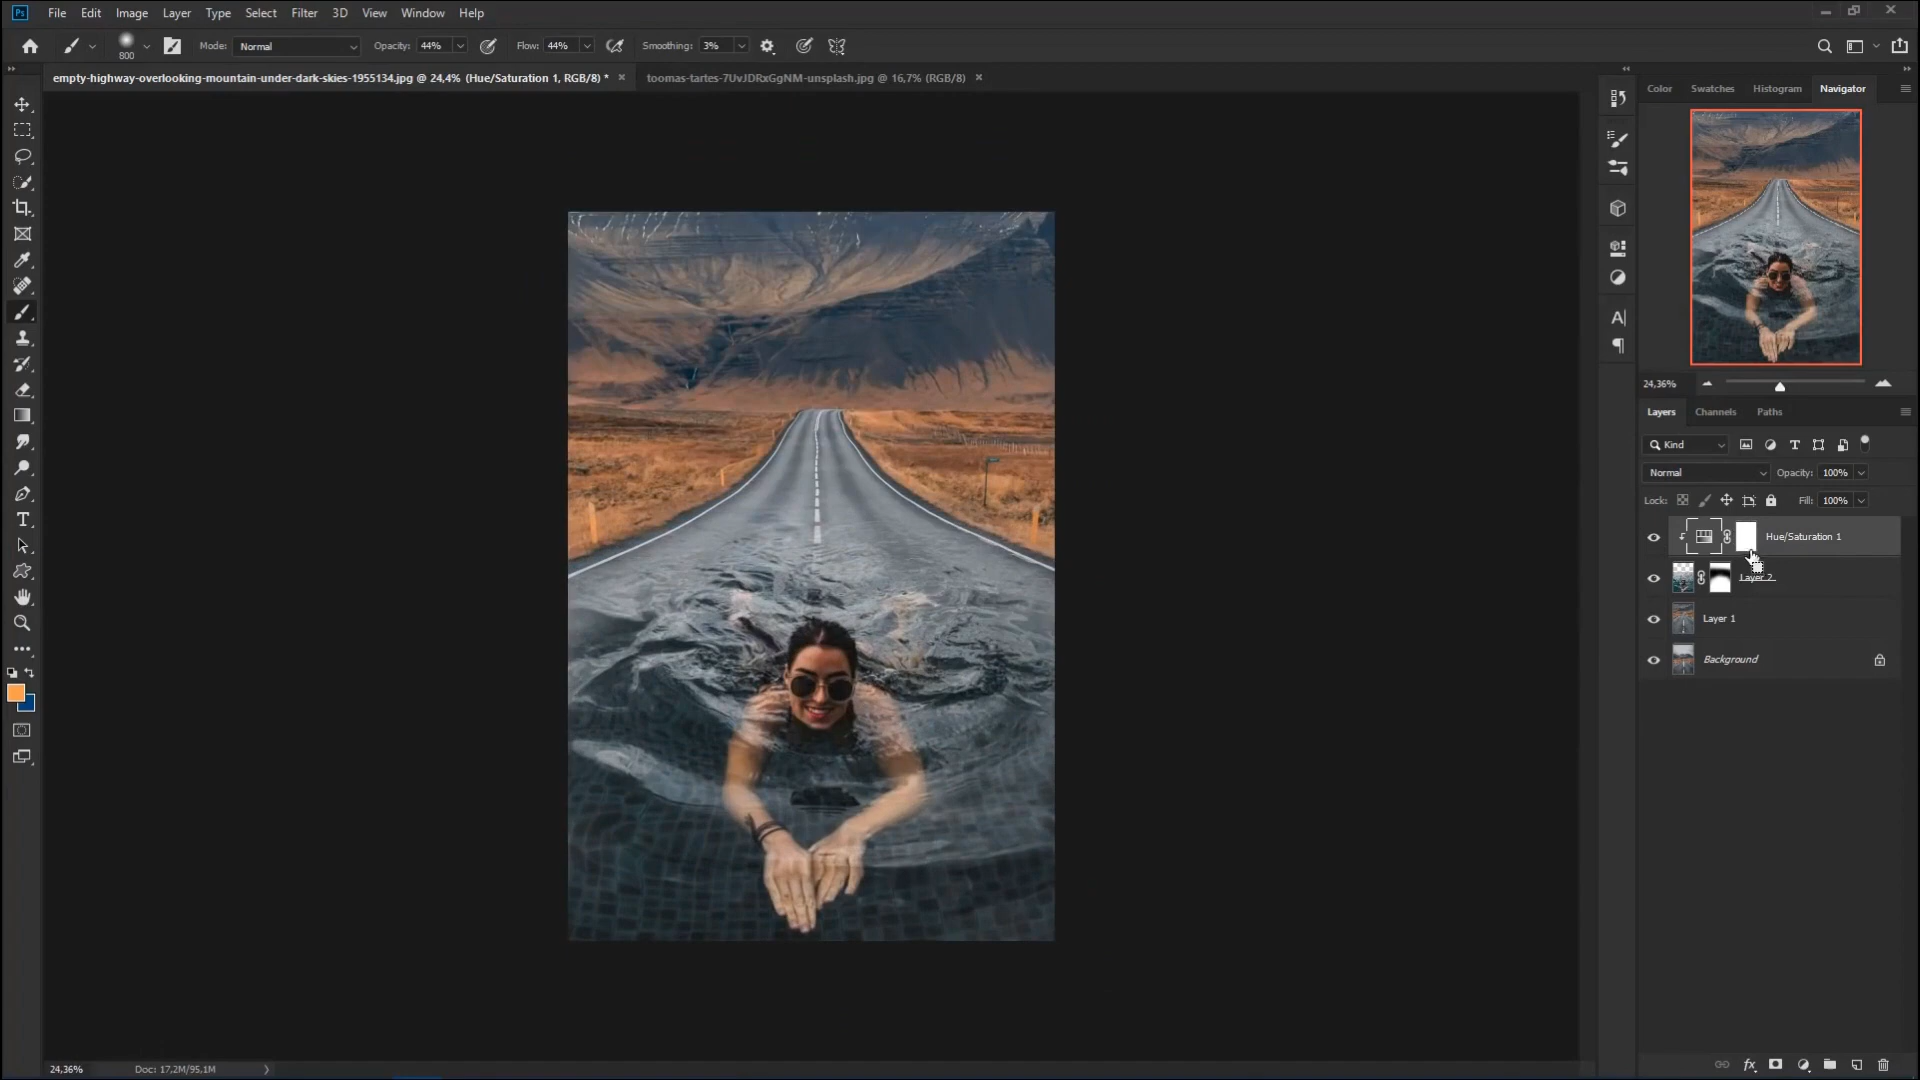 Ps File Edit Image Layer Type Select Filter 3D View Window Help
800 Mode: Normal Opacity: 44% Flow: 44% Smoothing: 3%
empty-highway-overlooking-mountain-under-dark-skies-1955134.jpg @ 24,4% (Hue/Saturation 1, RGB/8) * × toomas-tartes-7UvJDRxGgNM-unsplash.jpg @ 16,7% (RGB/8) ×
Color Swatches Histogram Navigator
24,36%
Layers Channels Paths
Kind
Normal Opacity: 100%
Lock: Fill: 100%
Hue/Saturation 1
Layer 2
Layer 1
Background
24,36% Doc: 17,2M/95,1M